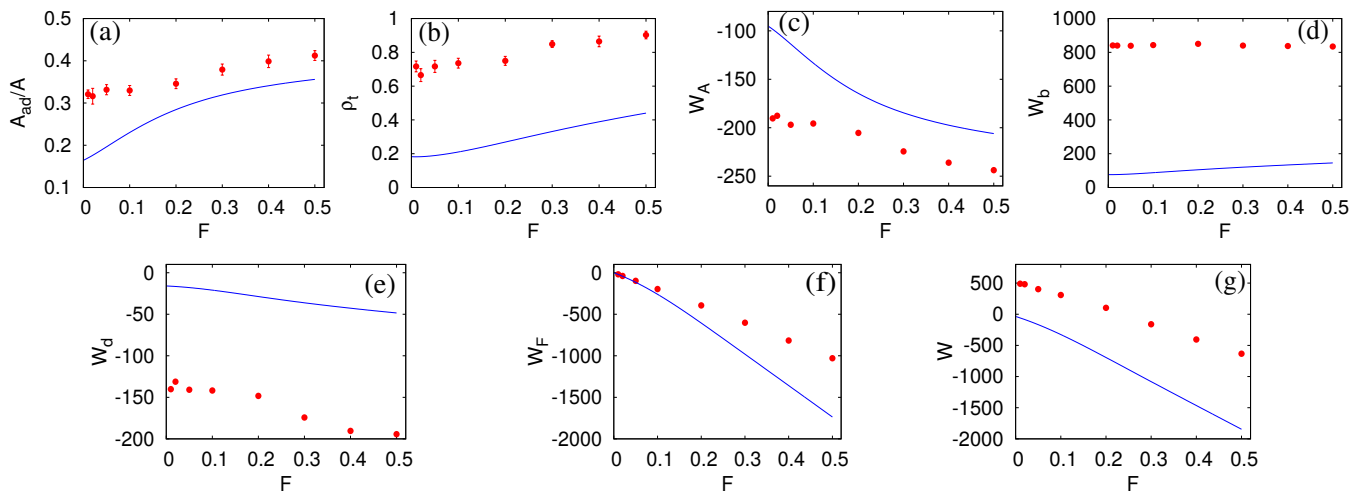 (a)
A_ad/A
0.5
0.4
0.3
0.2
0.1
0 0.1 0.2 0.3 0.4 0.5
F
(b)
ρ_t
1
0.8
0.6
0.4
0.2
0
0 0.1 0.2 0.3 0.4 0.5
F
(c)
W_A
-100
-150
-200
-250
0 0.1 0.2 0.3 0.4 0.5
F
(d)
W_b
1000
800
600
400
200
0
0 0.1 0.2 0.3 0.4 0.5
F
(e)
W_d
0
-50
-100
-150
-200
0 0.1 0.2 0.3 0.4 0.5
F
(f)
W_F
0
-500
-1000
-1500
-2000
0 0.1 0.2 0.3 0.4 0.5
F
(g)
W
500
0
-500
-1000
-1500
-2000
0 0.1 0.2 0.3 0.4 0.5
F